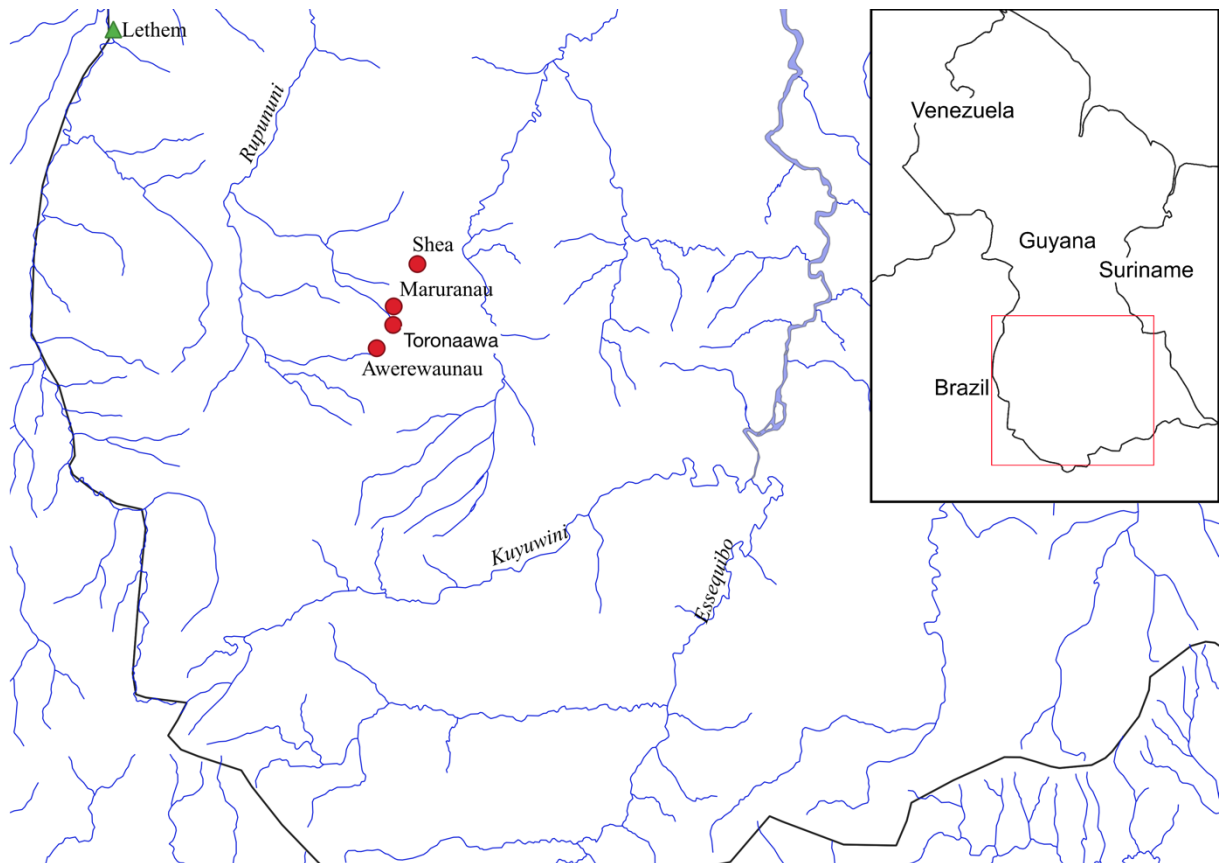 Lethem
Rupununi
Venezuela
Shea
Guyana
Suriname
Maruranau
Toronaawa
Awerewaunau
Brazil
Kuyuwini
Essequibo